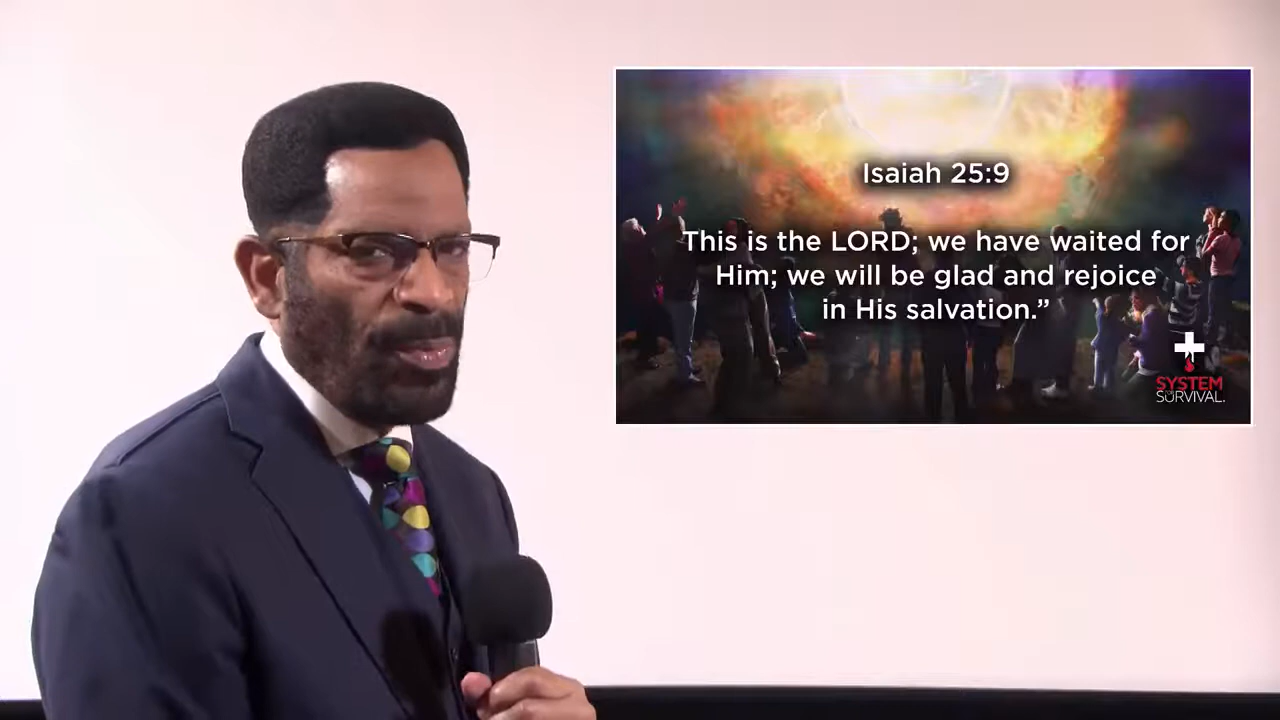 Isaiah 25:9
This is the LORD; we have waited for
Him; we will be glad and rejoice
in His salvation.”
SYSTEM
FOR
SURVIVAL.